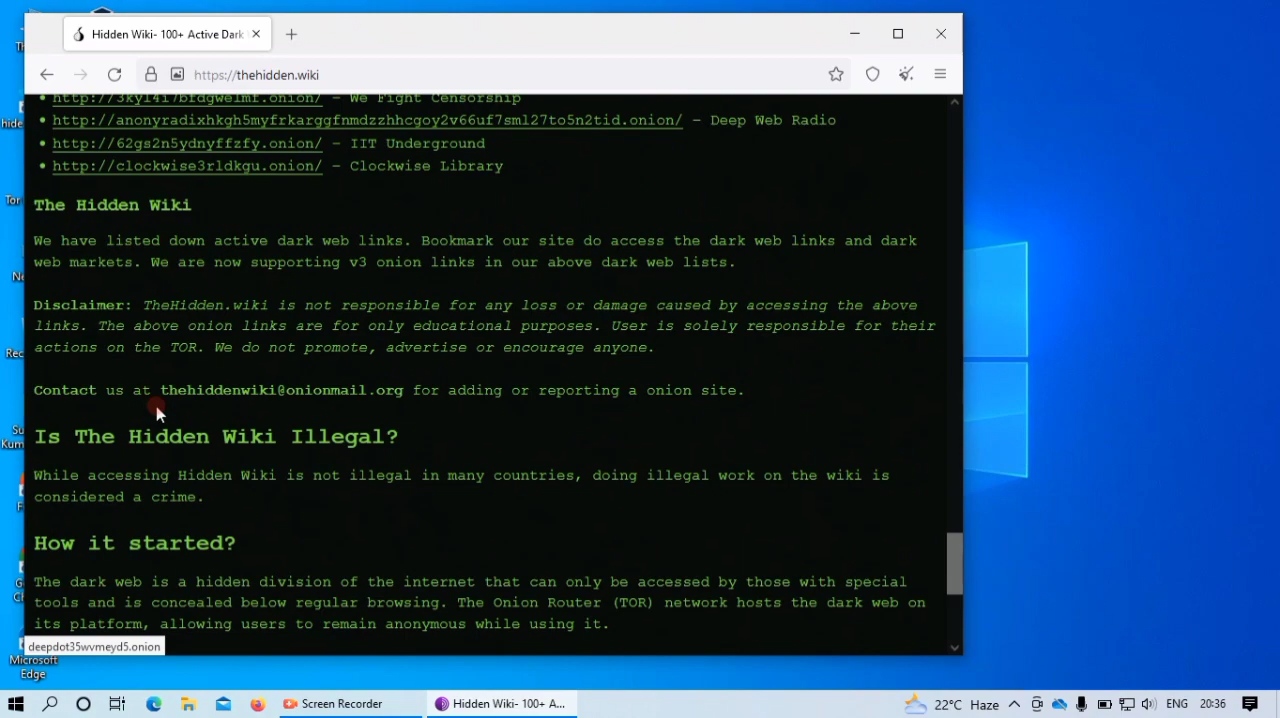 Hidden Wiki- 100+ Active Dark
https://thehidden.wiki
http://3kyl4i7bfdgwelmf.onion/ – We Fight Censorship
http://anonyradixhkgh5myfrkarggfnmdzzhhcgoy2v66uf7sml27to5n2tid.onion/ – Deep Web Radio
http://62gs2n5ydnyffzfy.onion/ – IIT Underground
http://clockwise3rldkgu.onion/ – Clockwise Library
The Hidden Wiki
We have listed down active dark web links. Bookmark our site do access the dark web links and dark
web markets. We are now supporting v3 onion links in our above dark web lists.
Disclaimer: TheHidden.wiki is not responsible for any loss or damage caused by accessing the above
links. The above onion links are for only educational purposes. User is solely responsible for their
actions on the TOR. We do not promote, advertise or encourage anyone.
Contact us at thehiddenwiki@onionmail.org for adding or reporting a onion site.
Is The Hidden Wiki Illegal?
While accessing Hidden Wiki is not illegal in many countries, doing illegal work on the wiki is
considered a crime.
How it started?
The dark web is a hidden division of the internet that can only be accessed by those with special
tools and is concealed below regular browsing. The Onion Router (TOR) network hosts the dark web on
its platform, allowing users to remain anonymous while using it.
deepdot35wvmeyd5.onion
Microsoft
Edge
Screen Recorder
Hidden Wiki- 100+ A...
22°C Haze
ENG
20:36